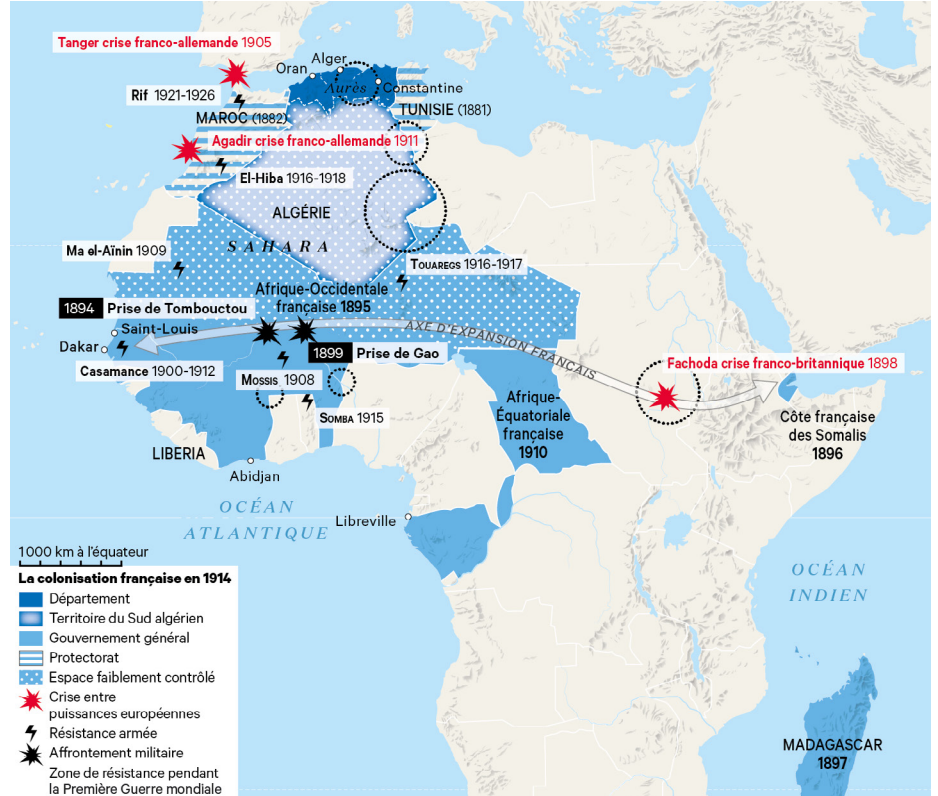 Tanger crise franco-allemande 1905
Alger
Oran
Aurès
Constantine
Rif 1921-1926
MAROC (1882)
TUNISIE (1881)
Agadir crise franco-allemande 1911
El-Hiba 1916-1918
ALGÉRIE
SAHARA
Ma el-Aïnin 1909
TOUAREGS 1916-1917
Afrique-Occidentale
française 1895
1894 Prise de Tombouctou
Saint-Louis
AXE D'EXPANSION FRANÇAIS
Dakar
1899 Prise de Gao
Fachoda crise franco-britannique 1898
Casamance 1900-1912
MOSSIS 1908
SOMBA 1915
Afrique-
Équatoriale
française
1910
Côte française
des Somalis
1896
LIBERIA
Abidjan
OCÉAN
ATLANTIQUE
Libreville
OCÉAN
INDIEN
MADAGASCAR
1897
1 000 km à l'équateur
La colonisation française en 1914
Département
Territoire du Sud algérien
Gouvernement général
Protectorat
Espace faiblement contrôlé
Crise entre
puissances européennes
Résistance armée
Affrontement militaire
Zone de résistance pendant
la Première Guerre mondiale